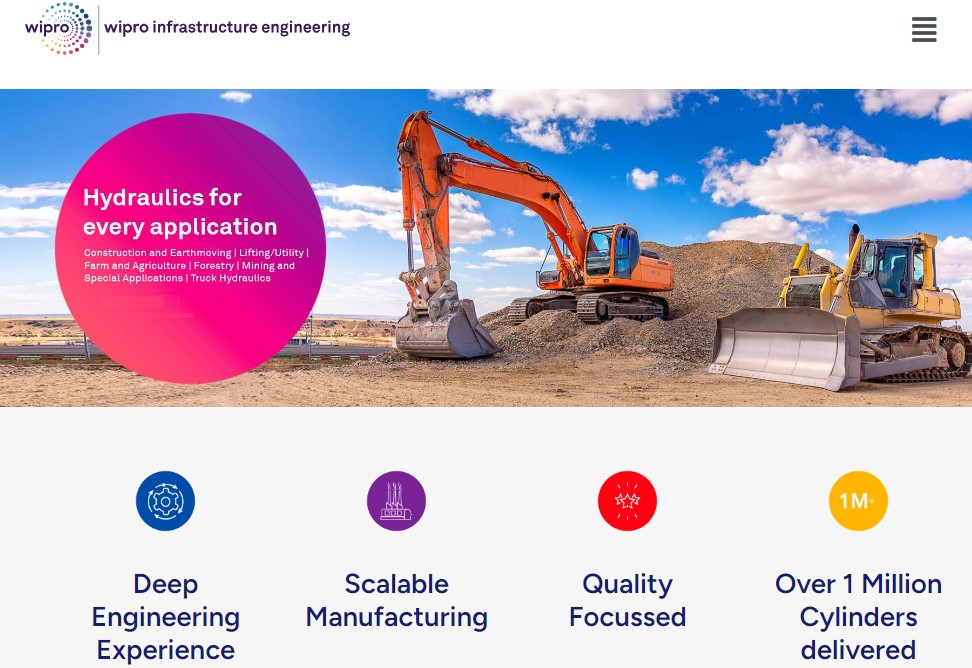 wipro
wipro infrastructure engineering
Hydraulics for
every application
Construction and Earthmoving | Lifting/Utility |
Farm and Agriculture | Forestry | Mining and
Special Applications | Truck Hydraulics
1M+
Deep
Engineering
Experience
Scalable
Manufacturing
Quality
Focussed
Over 1 Million
Cylinders
delivered